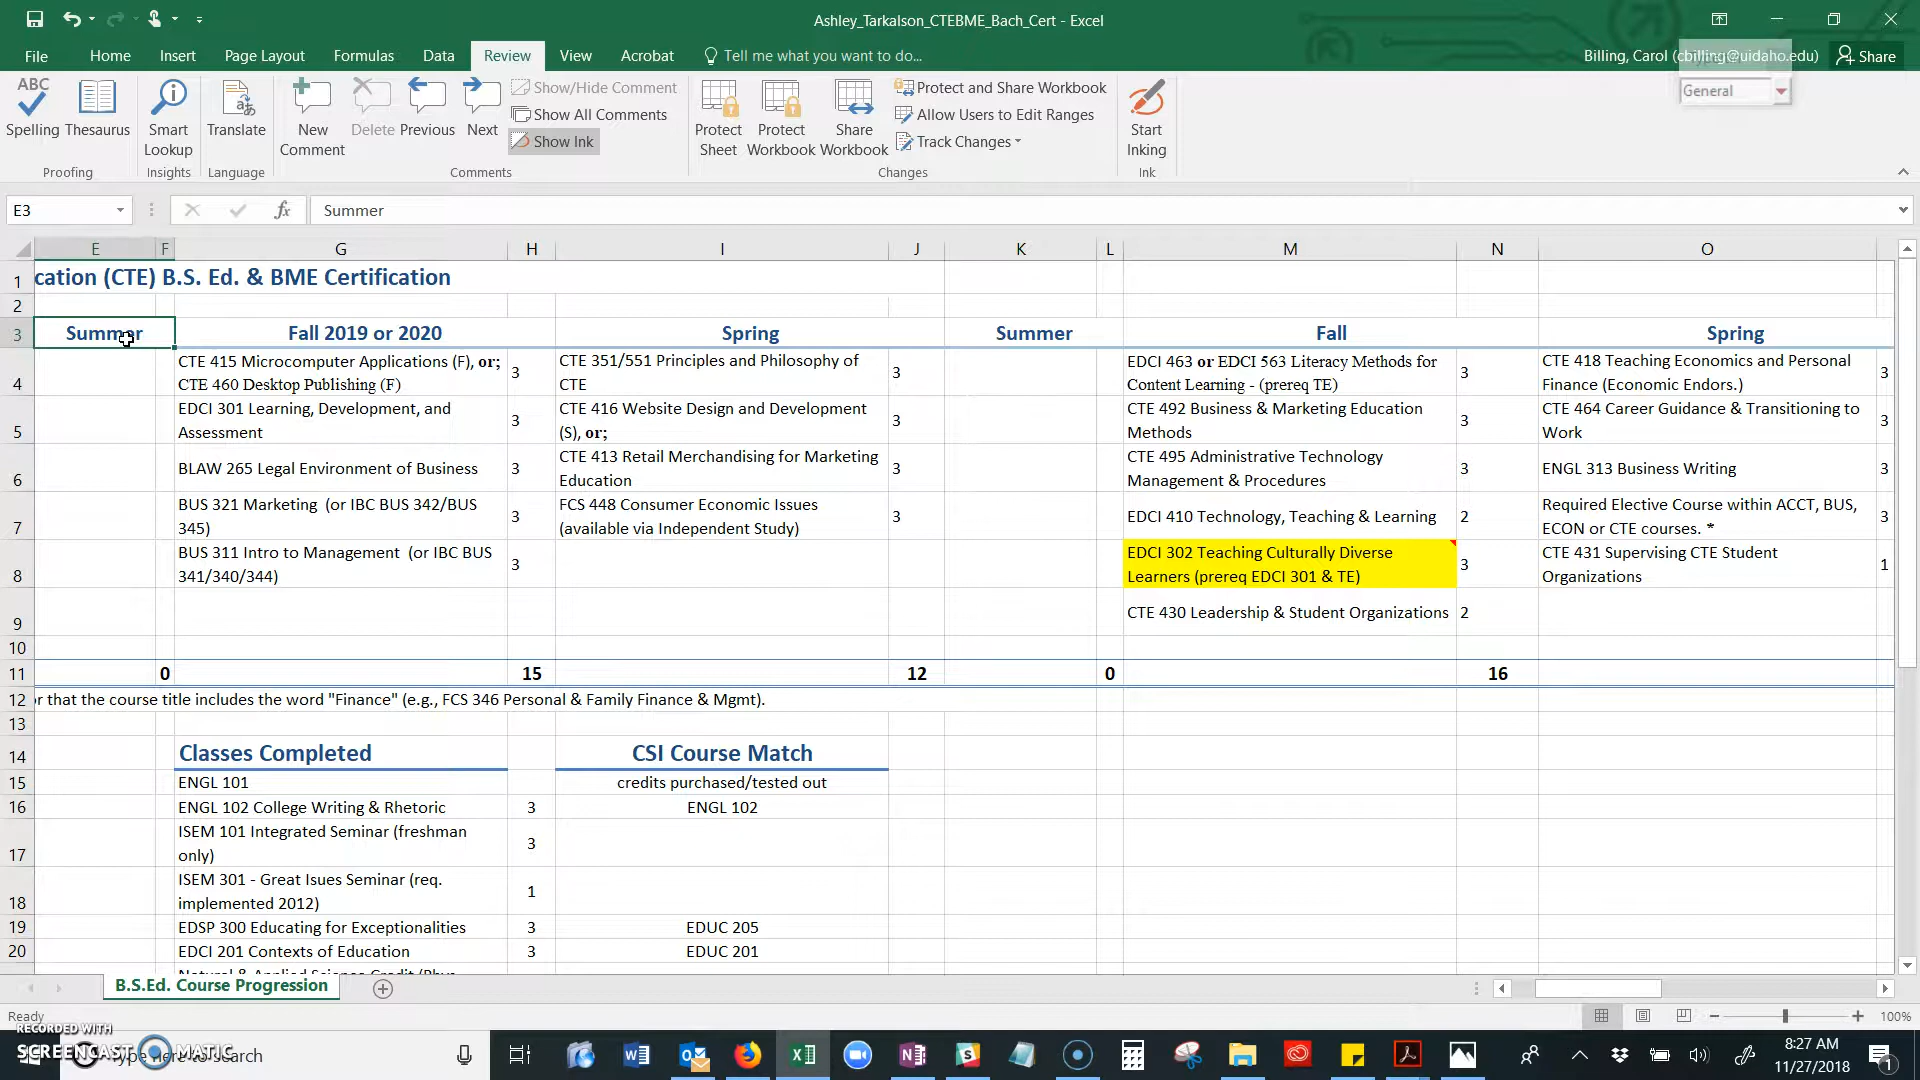 Ashley_Tarkalson_CTEBME_Bach_Cert - Excel
File Home Insert Page Layout Formulas Data Review View Acrobat Tell me what you want to do...
Billing, Carol (cbilling@uidaho.edu) Share
General
ABC
Spelling Thesaurus
Smart Lookup
Translate
New Comment
Delete Previous Next
Show/Hide Comment
Show All Comments
Show Ink
Protect Sheet
Protect Workbook
Share Workbook
Protect and Share Workbook
Allow Users to Edit Ranges
Track Changes
Start Inking
Proofing Insights Language Comments Changes Ink
E3 fx Summer
E F G H I J K L M N O
1 cation (CTE) B.S. Ed. & BME Certification
2
3 Summer Fall 2019 or 2020 Spring Summer Fall Spring
4 CTE 415 Microcomputer Applications (F), or;
CTE 460 Desktop Publishing (F)
3
CTE 351/551 Principles and Philosophy of
CTE
3
EDCI 463 or EDCI 563 Literacy Methods for
Content Learning - (prereq TE)
3
CTE 418 Teaching Economics and Personal
Finance (Economic Endors.)
3
5 EDCI 301 Learning, Development, and
Assessment
3
CTE 416 Website Design and Development
(S), or;
3
CTE 492 Business & Marketing Education
Methods
3
CTE 464 Career Guidance & Transitioning to
Work
3
6 BLAW 265 Legal Environment of Business
3
CTE 413 Retail Merchandising for Marketing
Education
3
CTE 495 Administrative Technology
Management & Procedures
3
ENGL 313 Business Writing
3
7 BUS 321 Marketing (or IBC BUS 342/BUS
345)
3
FCS 448 Consumer Economic Issues
(available via Independent Study)
3
EDCI 410 Technology, Teaching & Learning
2
Required Elective Course within ACCT, BUS,
ECON or CTE courses. *
3
8 BUS 311 Intro to Management (or IBC BUS
341/340/344)
3
EDCI 302 Teaching Culturally Diverse
Learners (prereq EDCI 301 & TE)
3
CTE 431 Supervising CTE Student
Organizations
1
9 CTE 430 Leadership & Student Organizations 2
10
11 0 15 12 0 16
12 r that the course title includes the word "Finance" (e.g., FCS 346 Personal & Family Finance & Mgmt).
13
14 Classes Completed CSI Course Match
15 ENGL 101 credits purchased/tested out
16 ENGL 102 College Writing & Rhetoric 3 ENGL 102
17 ISEM 101 Integrated Seminar (freshman
only)
3
18 ISEM 301 - Great Isues Seminar (req.
implemented 2012)
1
19 EDSP 300 Educating for Exceptionalities 3 EDUC 205
20 EDCI 201 Contexts of Education 3 EDUC 201
B.S.Ed. Course Progression
Ready
100%
RECORDED WITH
SCREENCAST MATIC
Type here to search
8:27 AM
11/27/2018
1